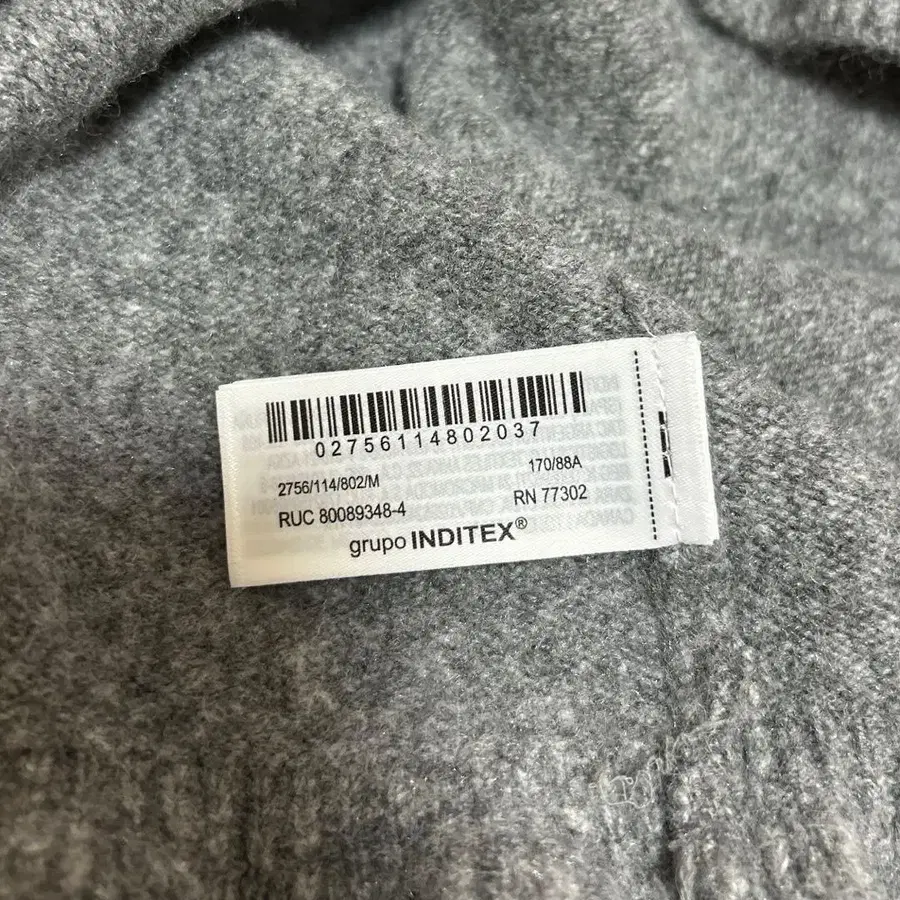 02756114802037
2756/114/802/M
170/88A
RUC 80089348-4
RN 77302
grupo INDITEX®